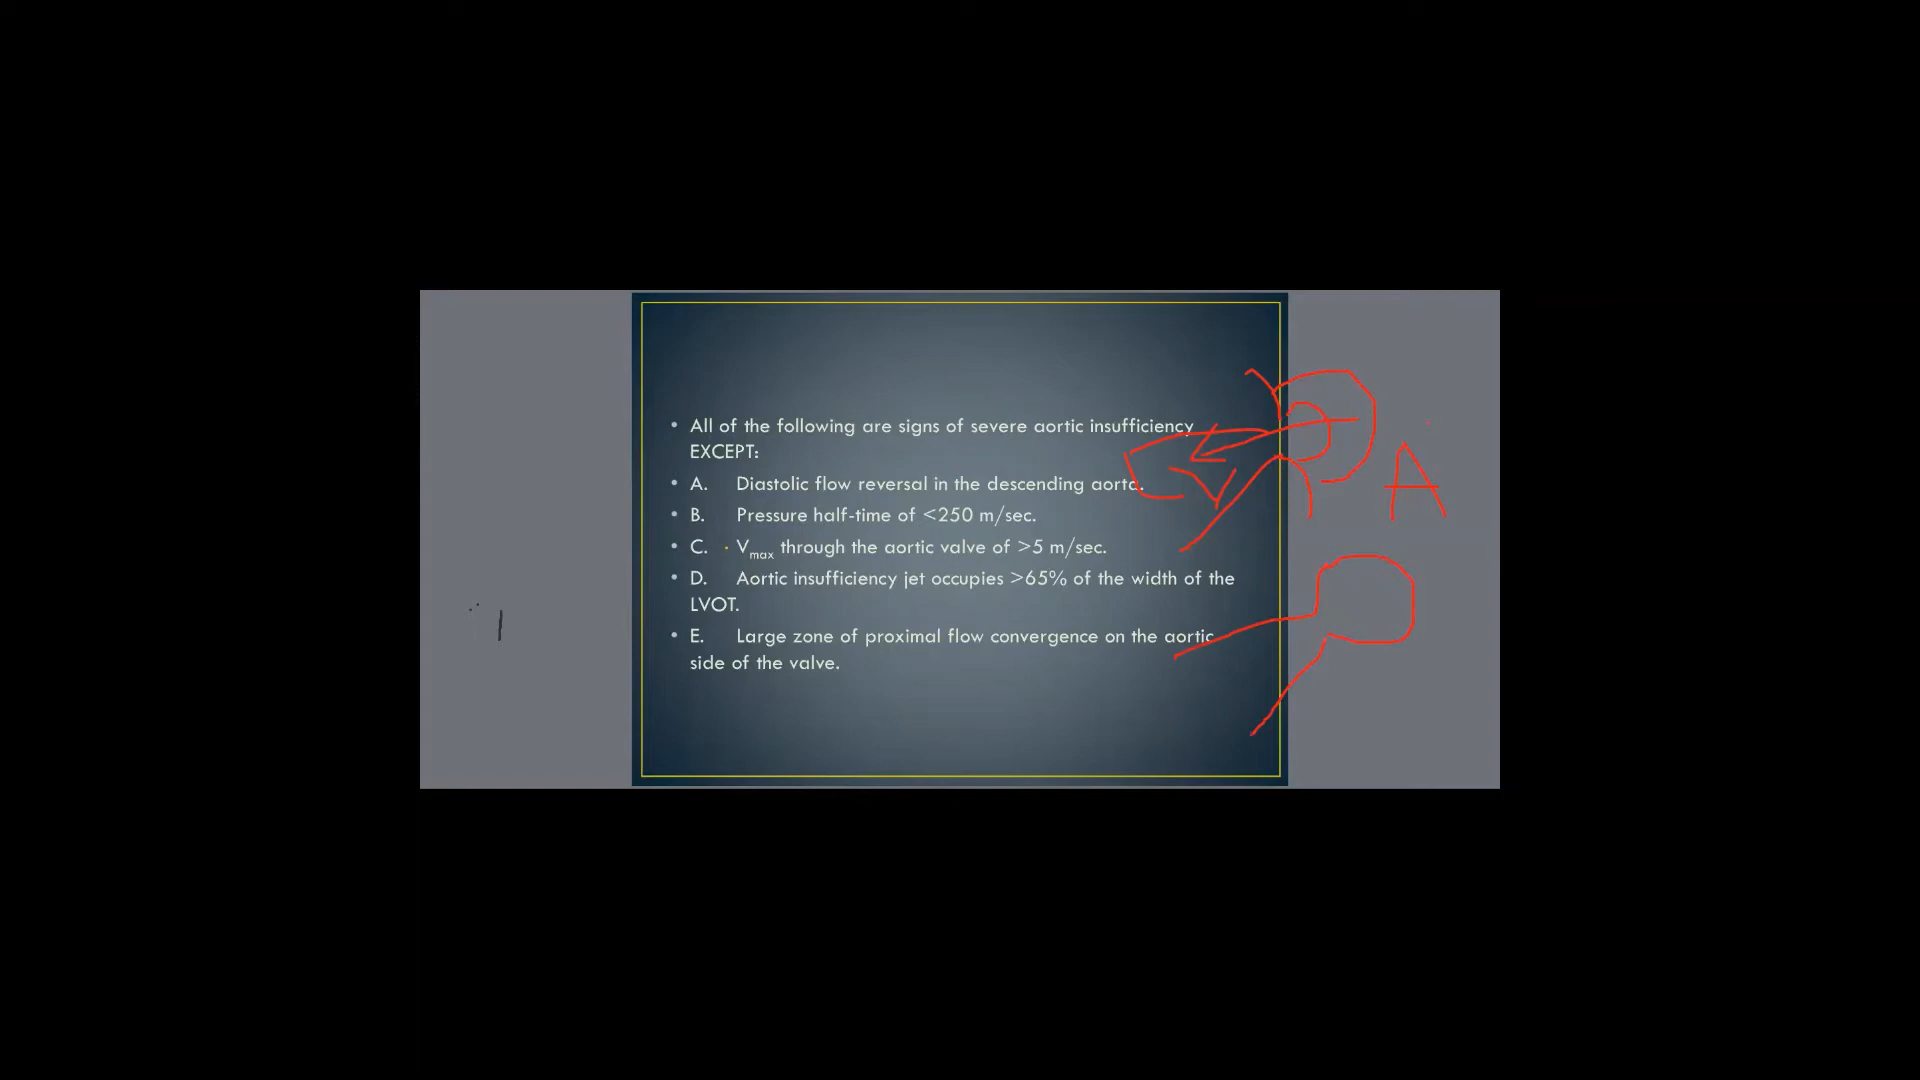 • All of the following are signs of severe aortic insufficiency
EXCEPT:
• A. Diastolic flow reversal in the descending aorta.
• B. Pressure half-time of <250 m/sec.
• C. Vmax through the aortic valve of >5 m/sec.
• D. Aortic insufficiency jet occupies >65% of the width of the
LVOT.
• E. Large zone of proximal flow convergence on the aortic
side of the valve.
V
A